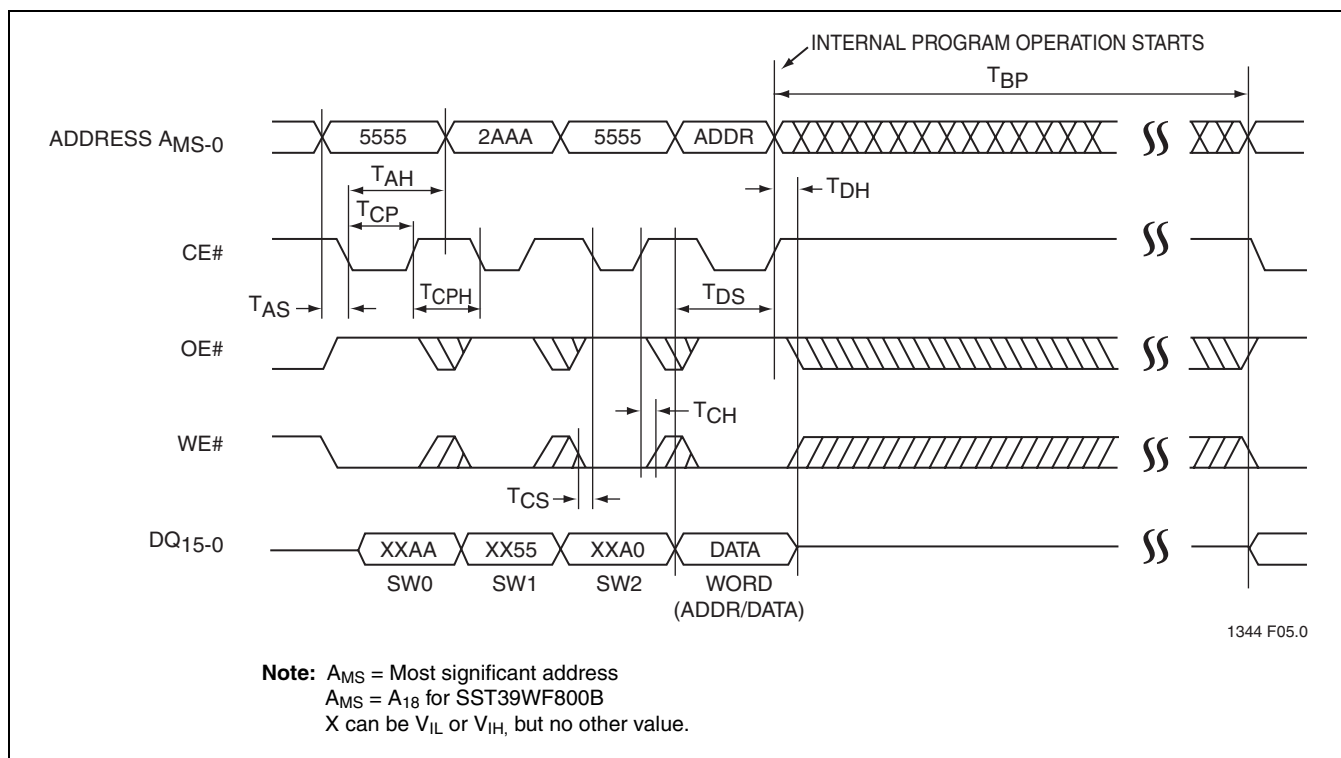 INTERNAL PROGRAM OPERATION STARTS
TBP
ADDRESS AMS-0
5555
2AAA
5555
ADDR
TAH
TDH
TCP
CE#
TAS
TCPH
TDS
OE#
TCH
WE#
TCS
DQ15-0
XXAA
XX55
XXA0
DATA
SW0
SW1
SW2
WORD
(ADDR/DATA)
1344 F05.0
Note: AMS = Most significant address
AMS = A18 for SST39WF800B
X can be VIL or VIH, but no other value.